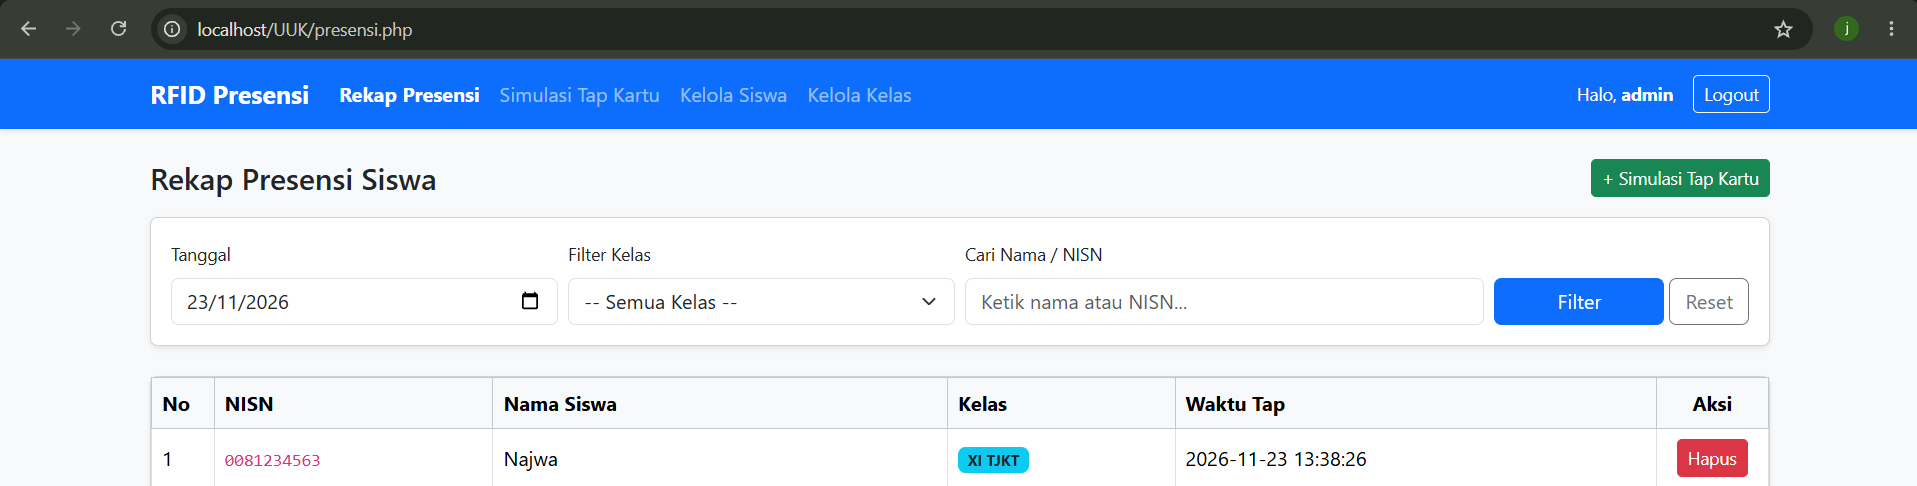 localhost/UUK/presensi.php
j
RFID Presensi Rekap Presensi Simulasi Tap Kartu Kelola Siswa Kelola Kelas Halo, admin Logout
Rekap Presensi Siswa + Simulasi Tap Kartu
Tanggal Filter Kelas Cari Nama / NISN
23/11/2026 -- Semua Kelas -- Ketik nama atau NISN... Filter Reset
No NISN Nama Siswa Kelas Waktu Tap Aksi
1 0081234563 Najwa XI TJKT 2026-11-23 13:38:26 Hapus